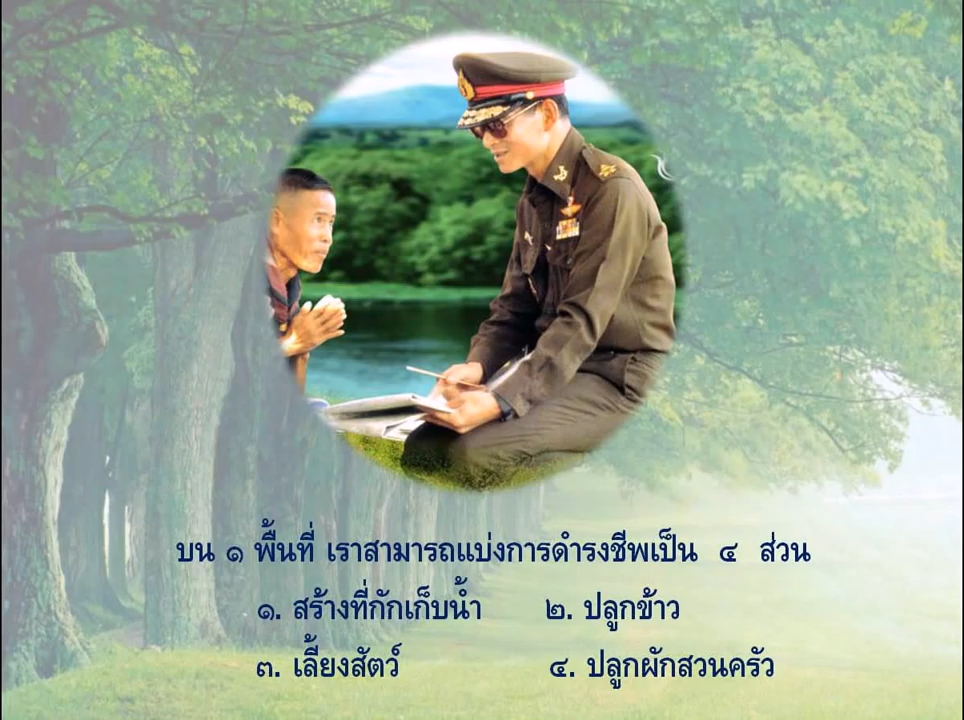 บน ๑ พื้นที่ เราสามารถแบ่งการดำรงชีพเป็น ๔ ส่วน
๑. สร้างที่กักเก็บน้ำ ๒. ปลูกข้าว
๓. เลี้ยงสัตว์ ๔. ปลูกผักสวนครัว